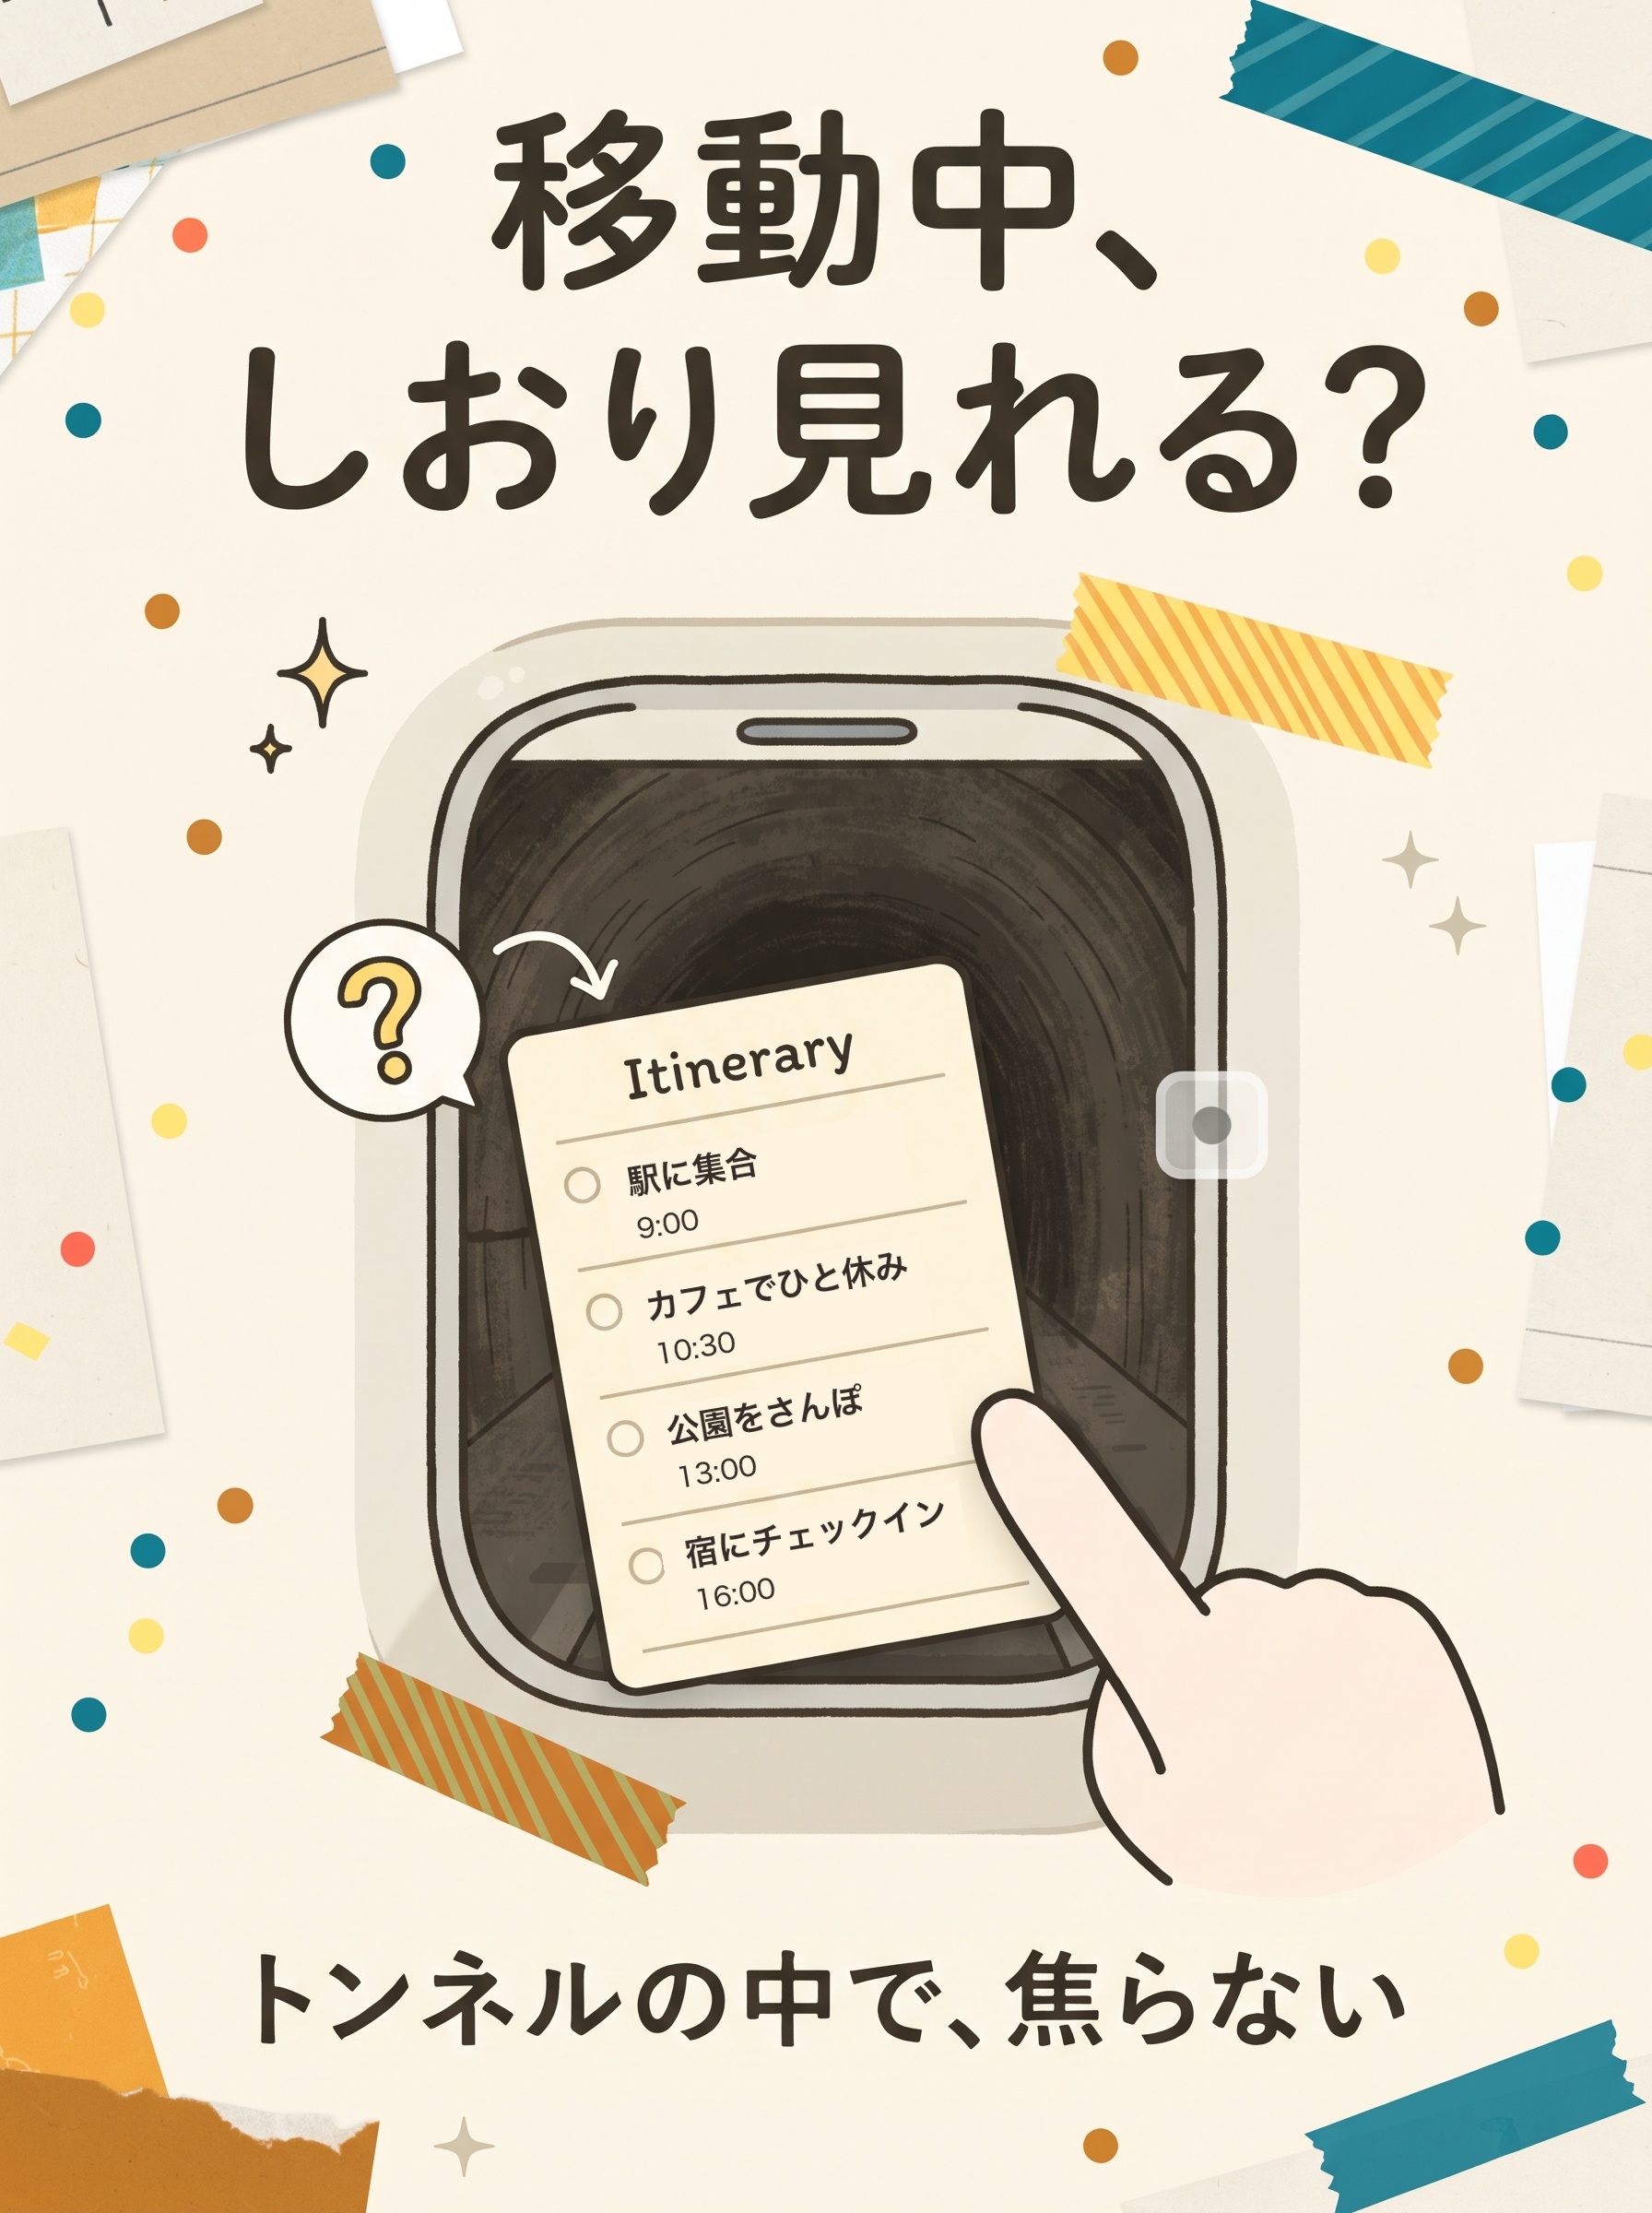 移動中、
しおり見れる?
?
Itinerary
駅に集合
9:00
カフェでひと休み
10:30
公園をさんぽ
13:00
宿にチェックイン
16:00
トンネルの中で、焦らない